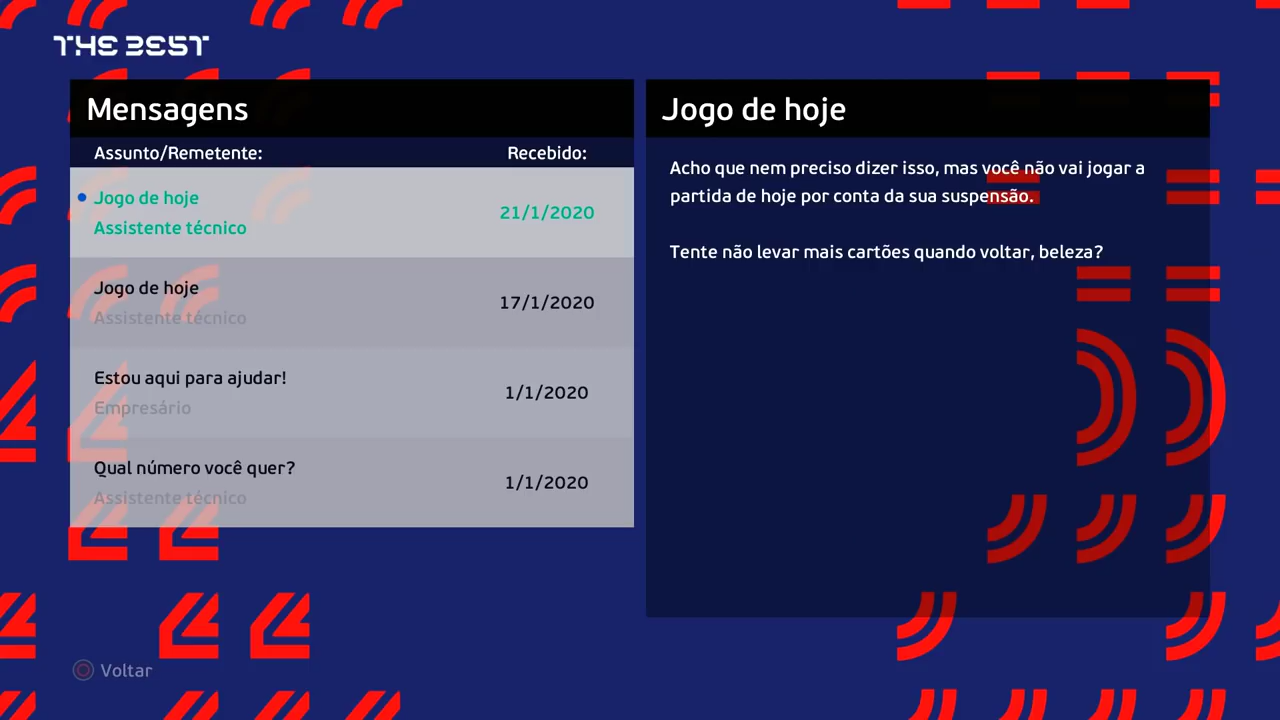 THE BEST
Mensagens
Assunto/Remetente: Recebido:
Jogo de hoje
Assistente técnico
21/1/2020
Jogo de hoje
Assistente técnico
17/1/2020
Estou aqui para ajudar!
Empresário
1/1/2020
Qual número você quer?
Assistente técnico
1/1/2020
Jogo de hoje
Acho que nem preciso dizer isso, mas você não vai jogar a
partida de hoje por conta da sua suspensão.
Tente não levar mais cartões quando voltar, beleza?
Voltar